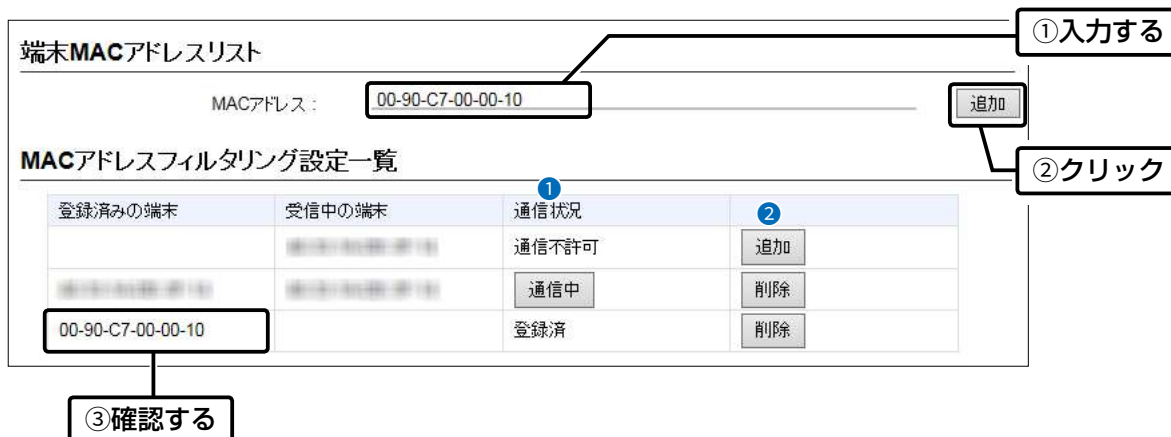 ①入力する
端末MACアドレスリスト
MACアドレス: 00-90-C7-00-00-10 追加
②クリック
MACアドレスフィルタリング設定一覧
❶
❷
登録済みの端末 受信中の端末 通信状況
通信不許可 追加
通信中 削除
00-90-C7-00-00-10 登録済 削除
③確認する